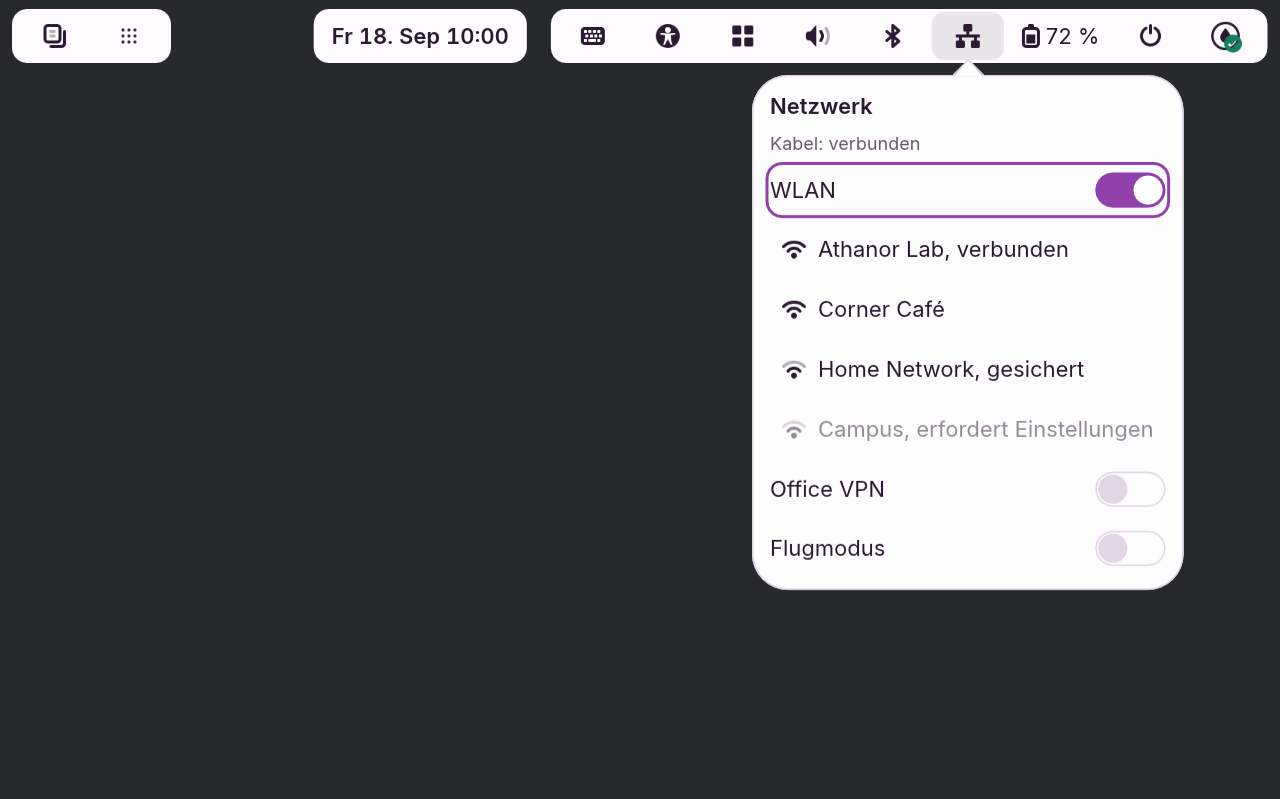 Fr 18. Sep 10:00
72 %
Netzwerk
Kabel: verbunden
WLAN
Athanor Lab, verbunden
Corner Café
Home Network, gesichert
Campus, erfordert Einstellungen
Office VPN
Flugmodus